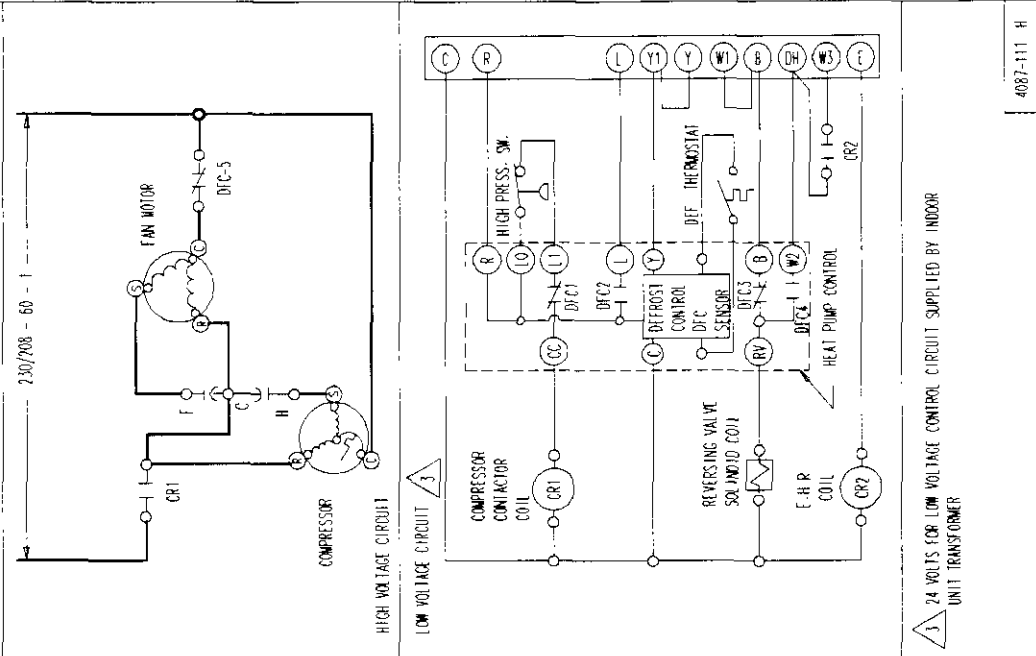 230/208 - 60 - 1
FAN MOTOR
S
R
C
DFC-5
F
C
H
CR1
S
R
C
COMPRESSOR
HIGH VOLTAGE CIRCUIT
LOW VOLTAGE CIRCUIT
3
C
R
L
Y1
Y
W1
B
DH
W3
E
HIGH PRESS. SW.
DEF THERMOSTAT
CR2
R
LO
L1
L
Y
B
W2
DFC1
DFC2
DEFROST
CONTROL
DFC
SENSOR
DFC3
DFC4
CC
C
RV
HEAT PUMP CONTROL
COMPRESSOR
CONTACTOR
COIL
CR1
REVERSING VALVE
SOLINOID COIL
E.H.R
COIL
CR2
3
24 VOLTS FOR LOW VOLTAGE CONTROL CIRCUIT SUPPLIED BY INDOOR
UNIT TRANSFORMER
4087-111 H